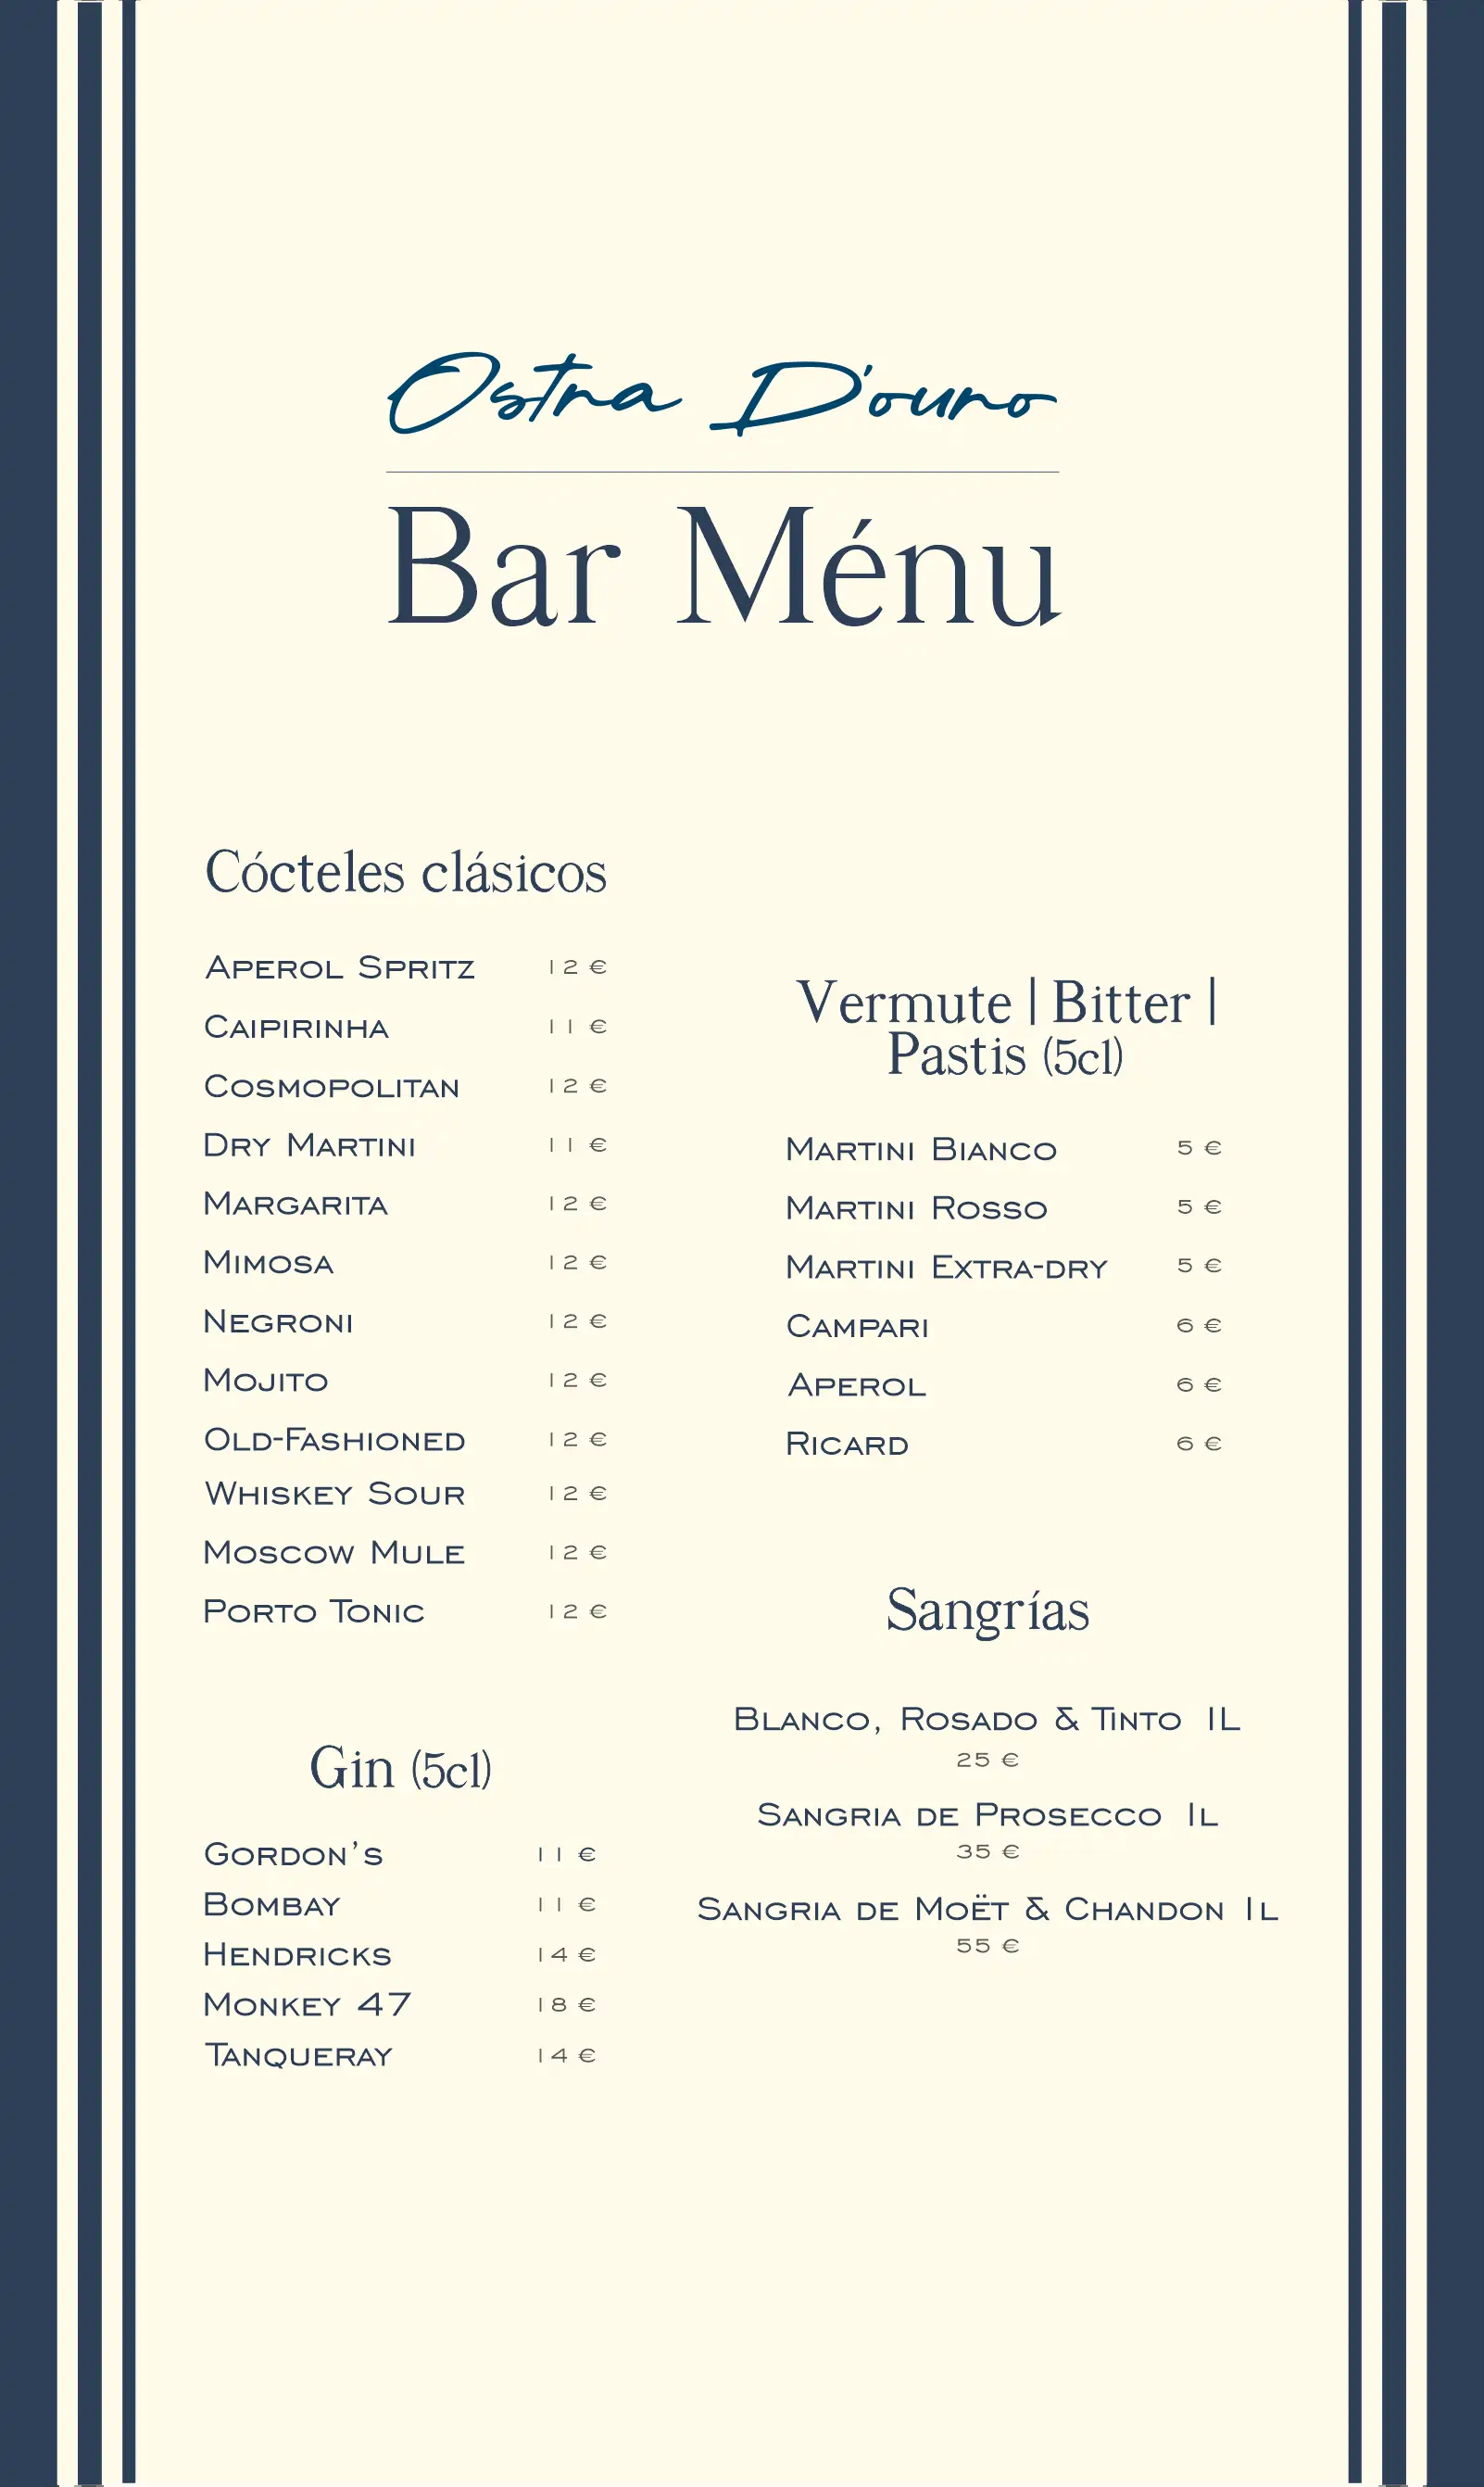 Ostra D'ouro
Bar Ménu
Cócteles clásicos
APEROL SPRITZ 12 €
CAIPIRINHA 11 €
COSMOPOLITAN 12 €
DRY MARTINI 11 €
MARGARITA 12 €
MIMOSA 12 €
NEGRONI 12 €
MOJITO 12 €
OLD-FASHIONED 12 €
WHISKEY SOUR 12 €
MOSCOW MULE 12 €
PORTO TONIC 12 €
Gin (5cl)
GORDON'S 11 €
BOMBAY 11 €
HENDRICKS 14 €
MONKEY 47 18 €
TANQUERAY 14 €
Vermute | Bitter |
Pastis (5cl)
MARTINI BIANCO 5 €
MARTINI ROSSO 5 €
MARTINI EXTRA-DRY 5 €
CAMPARI 6 €
APEROL 6 €
RICARD 6 €
Sangrías
BLANCO, ROSADO & TINTO 1L
25 €
SANGRIA DE PROSECCO 1L
35 €
SANGRIA DE MOËT & CHANDON 1L
55 €